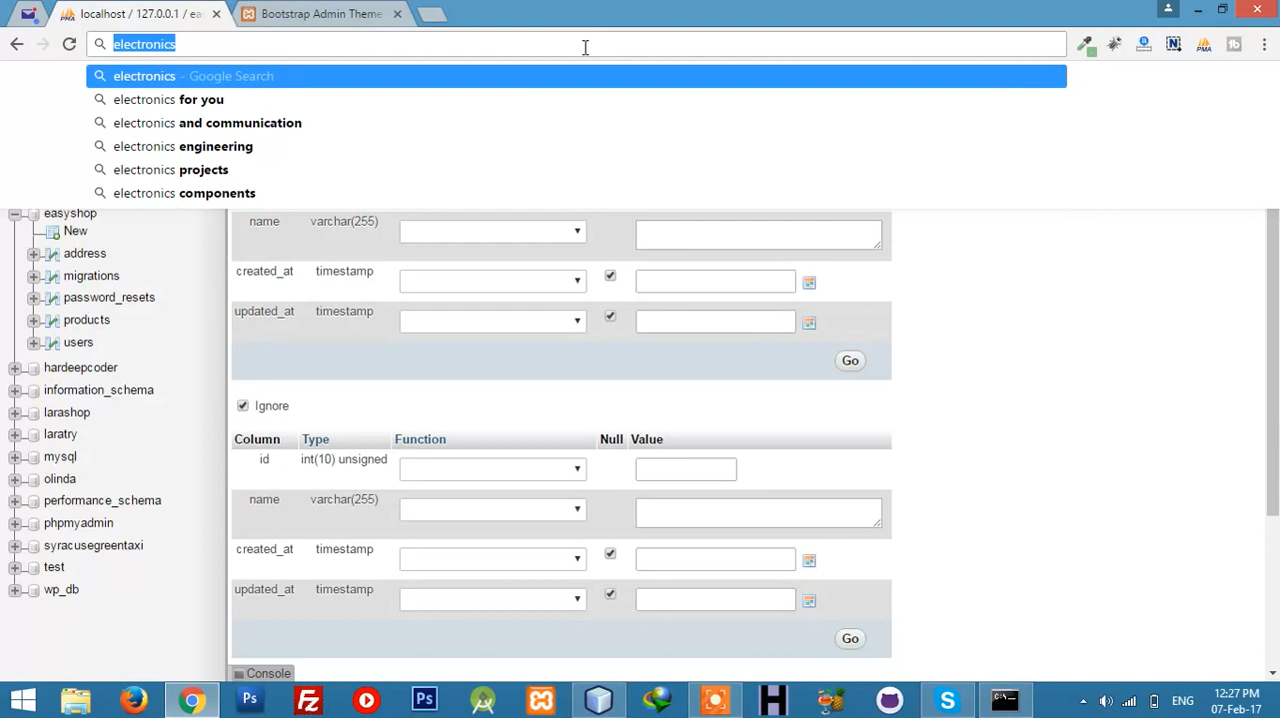 localhost / 127.0.0.1 / ea
Bootstrap Admin Theme
electronics
electronics - Google Search
electronics for you
electronics and communication
electronics engineering
electronics projects
electronics components
easyshop
New
address
migrations
password_resets
products
users
hardeepcoder
information_schema
larashop
laratry
mysql
olinda
performance_schema
phpmyadmin
syracusegreentaxi
test
wp_db
name varchar(255)
created_at timestamp
updated_at timestamp
Go
Ignore
Column Type Function Null Value
id int(10) unsigned
name varchar(255)
created_at timestamp
updated_at timestamp
Go
Console
ENG
12:27 PM
07-Feb-17